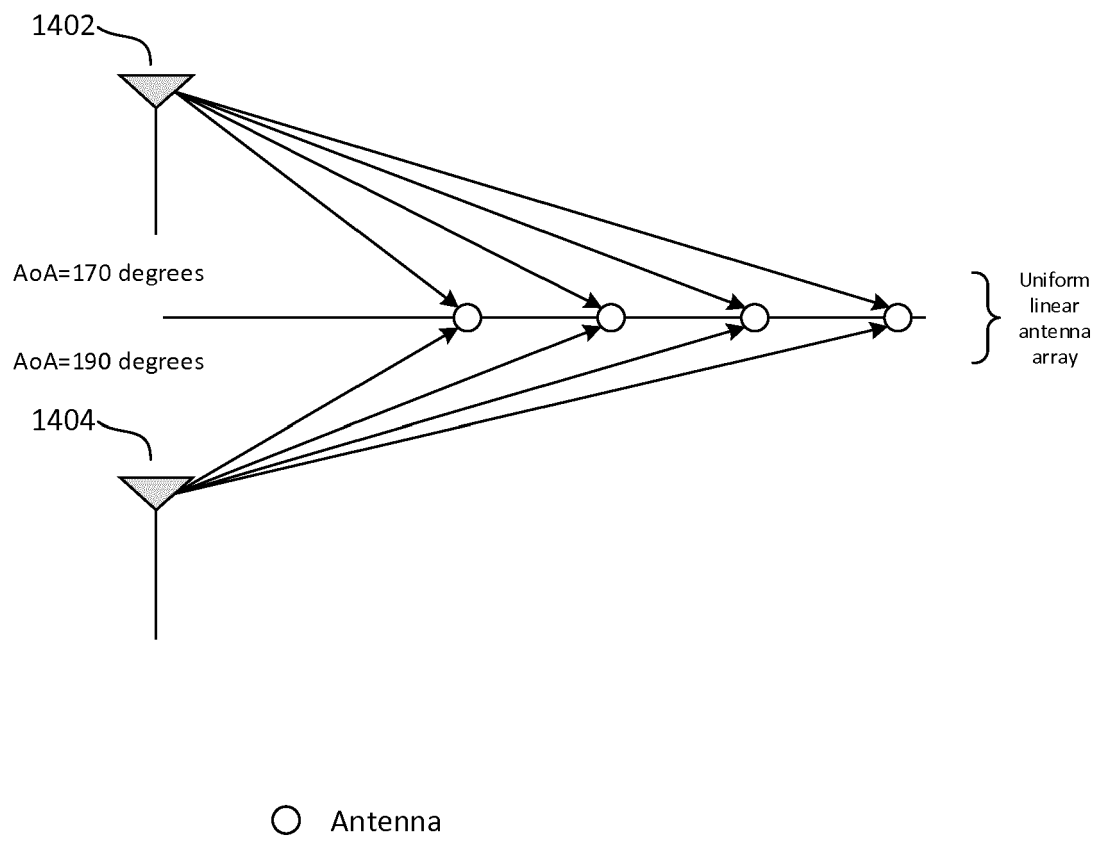 1402
AoA=170 degrees
Uniform
linear
antenna
array
AoA=190 degrees
1404
Antenna